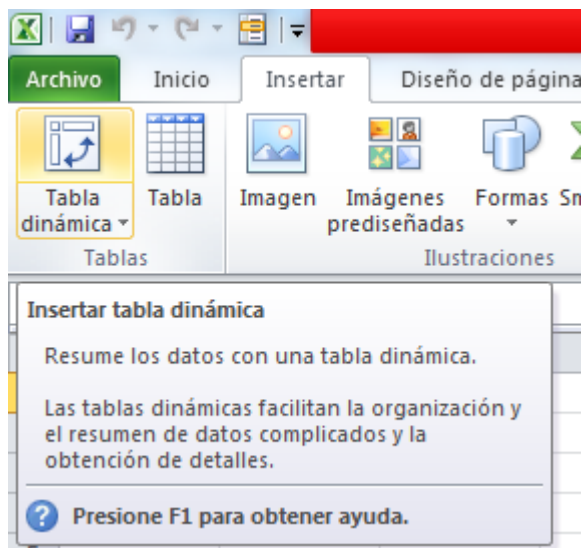 Archivo Inicio Insertar Diseño de página
Tabla dinámica Tabla Imagen Imágenes prediseñadas Formas Sm
Tablas Ilustraciones
Insertar tabla dinámica
Resume los datos con una tabla dinámica.
Las tablas dinámicas facilitan la organización y
el resumen de datos complicados y la
obtención de detalles.
Presione F1 para obtener ayuda.